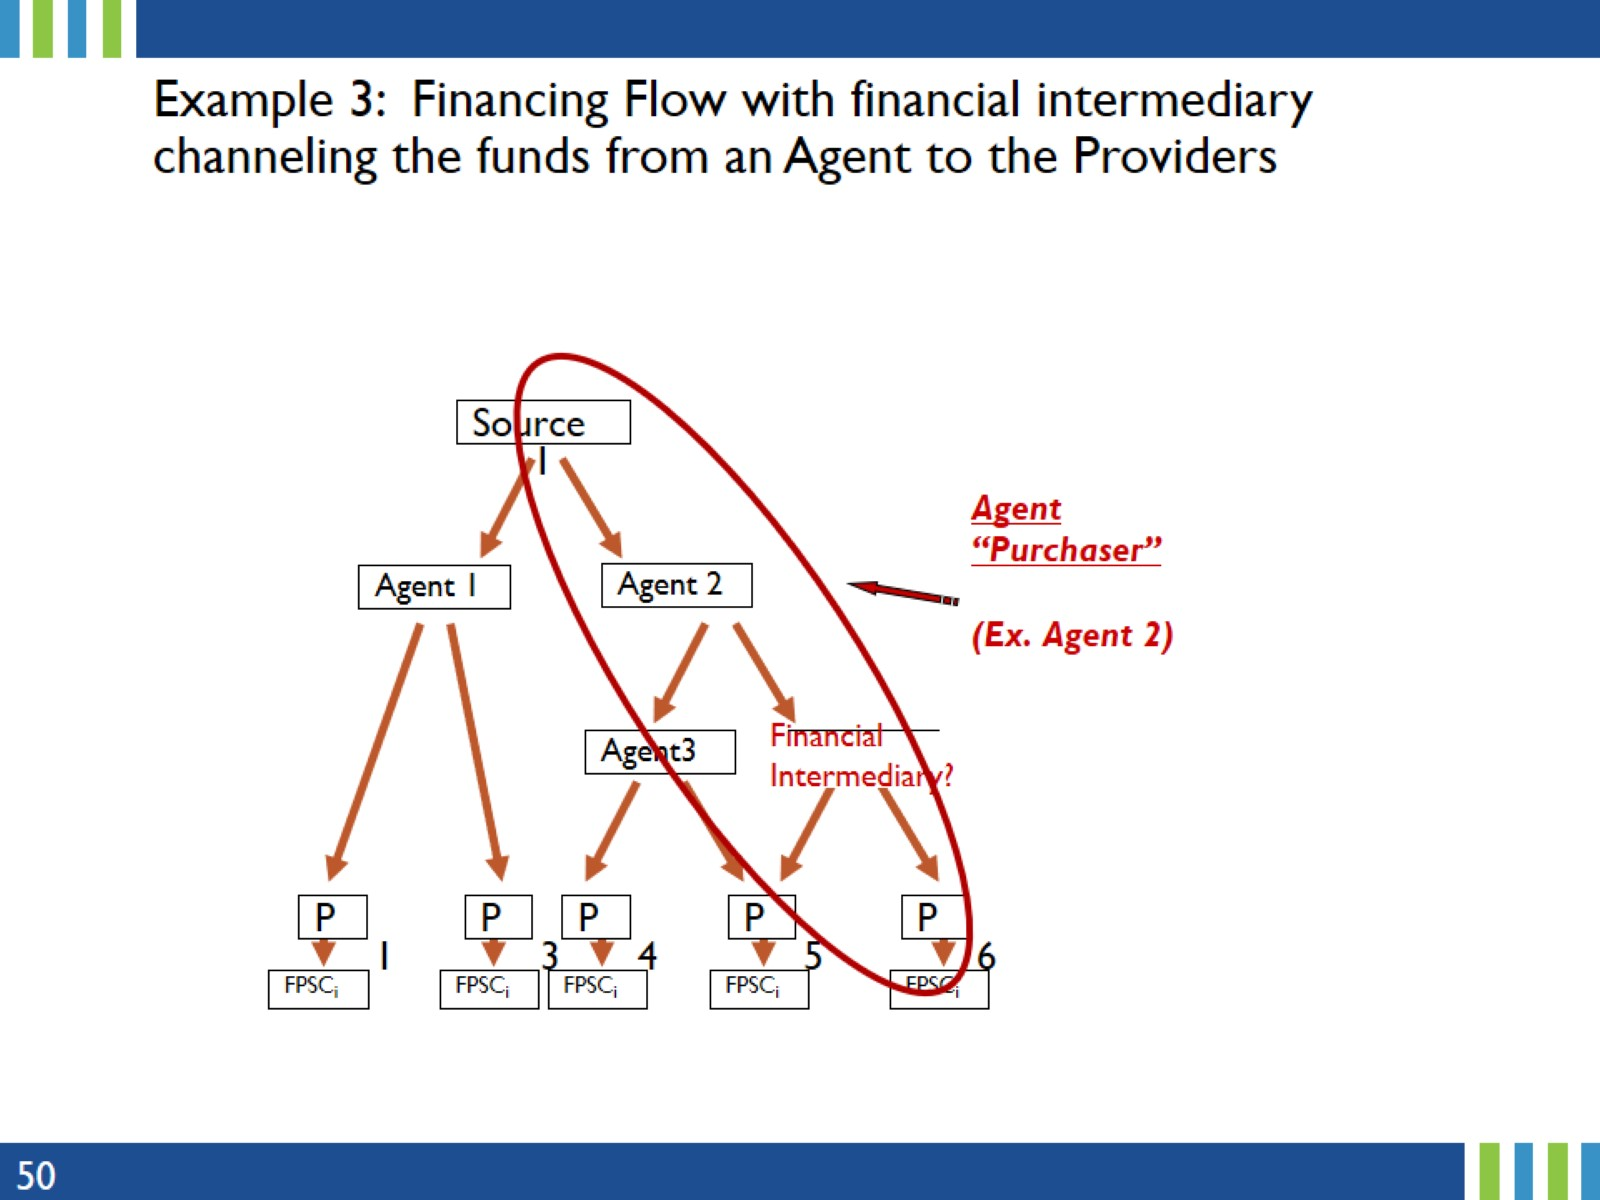 Example 3: Financing Flow with financial intermediary
channeling the funds from an Agent to the Providers
Source
1
Agent
“Purchaser”
Agent 1
Agent 2
(Ex. Agent 2)
Agent3
Financial
Intermediary?
P
P
P
P
P
1
3
4
5
6
FPSCi
FPSCi
FPSCi
FPSCi
FPSCi
50